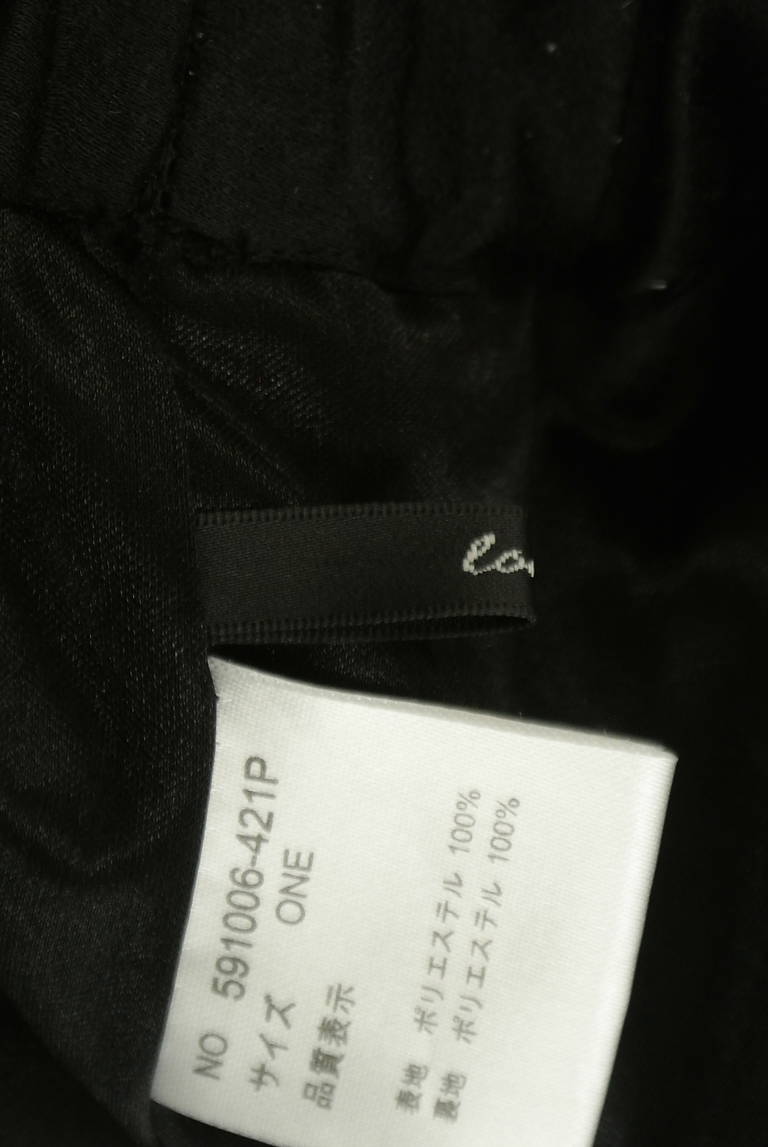 NO 591006-421P
サイズ ONE
品質表示
表地 ポリエステル 100%
裏地 ポリエステル 100%